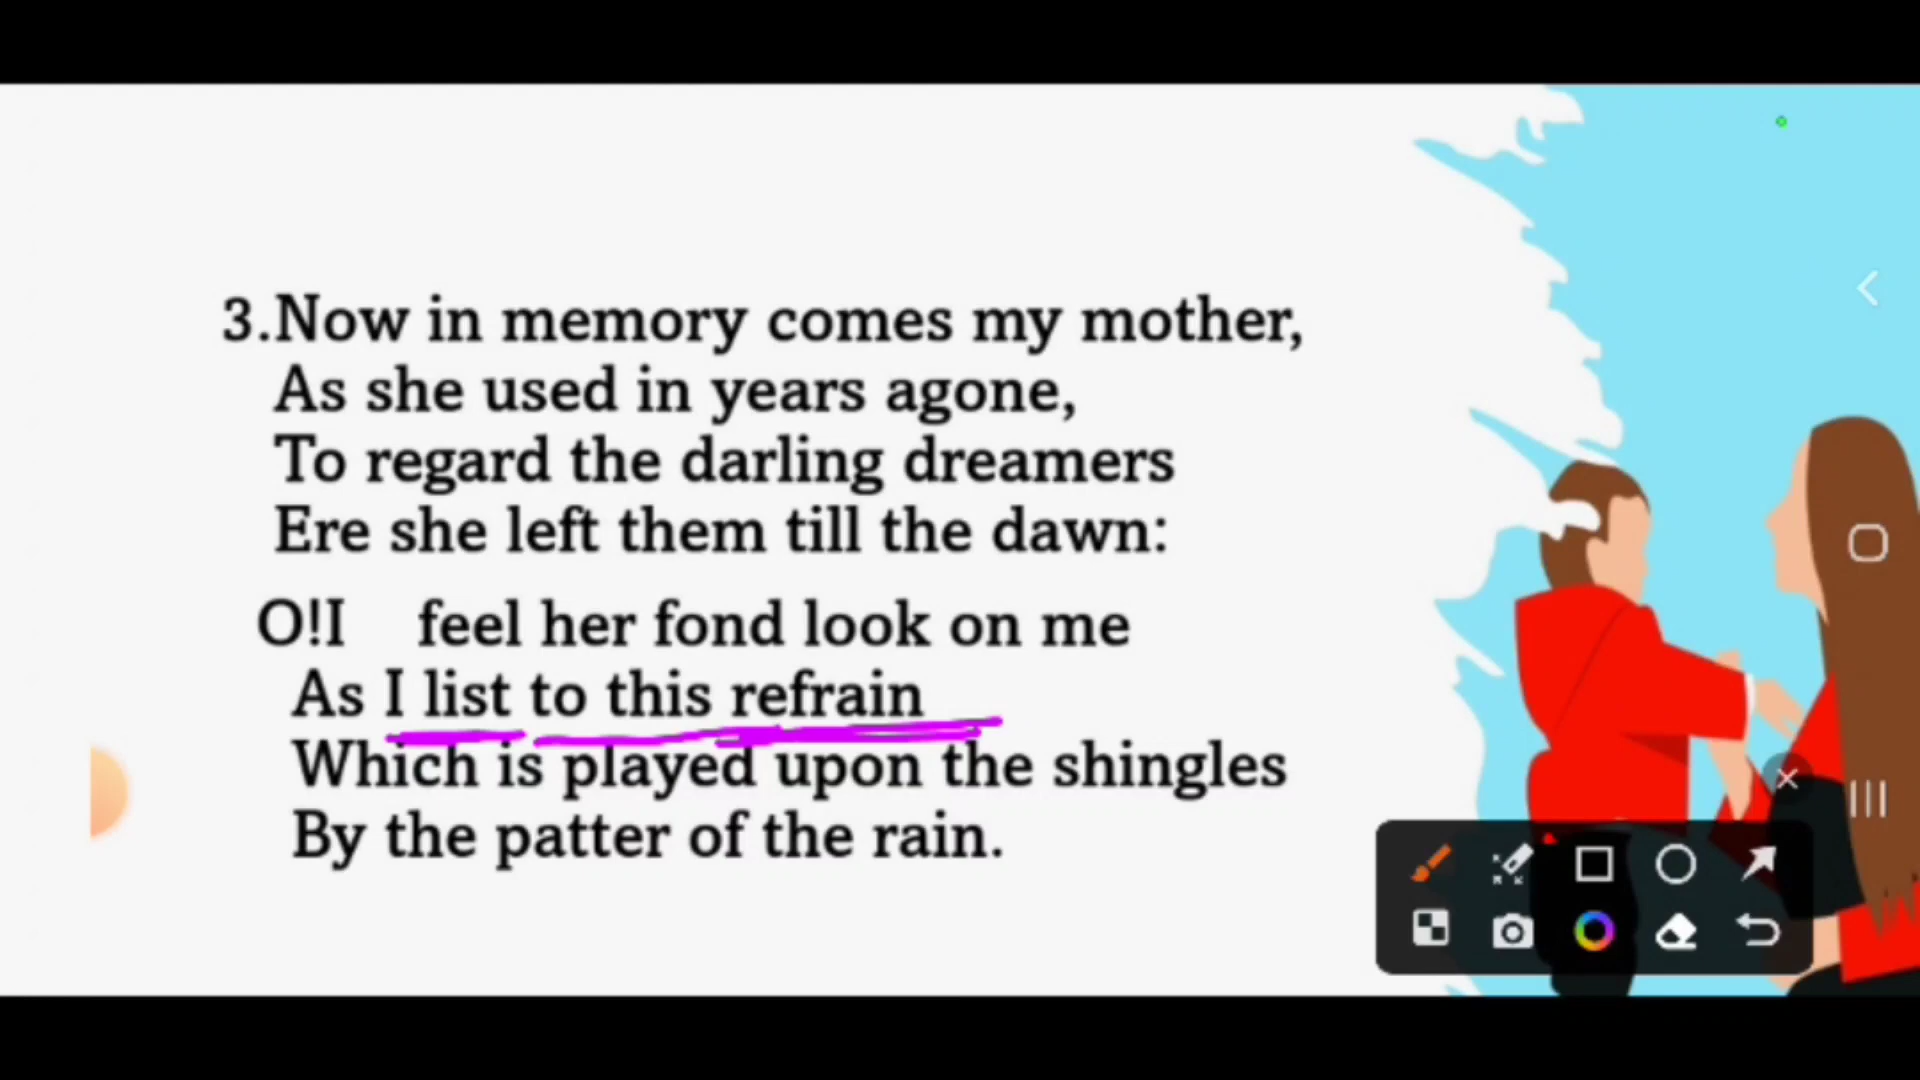 3.Now in memory comes my mother,
As she used in years agone,
To regard the darling dreamers
Ere she left them till the dawn:
O!I feel her fond look on me
As I list to this refrain
Which is played upon the shingles
By the patter of the rain.